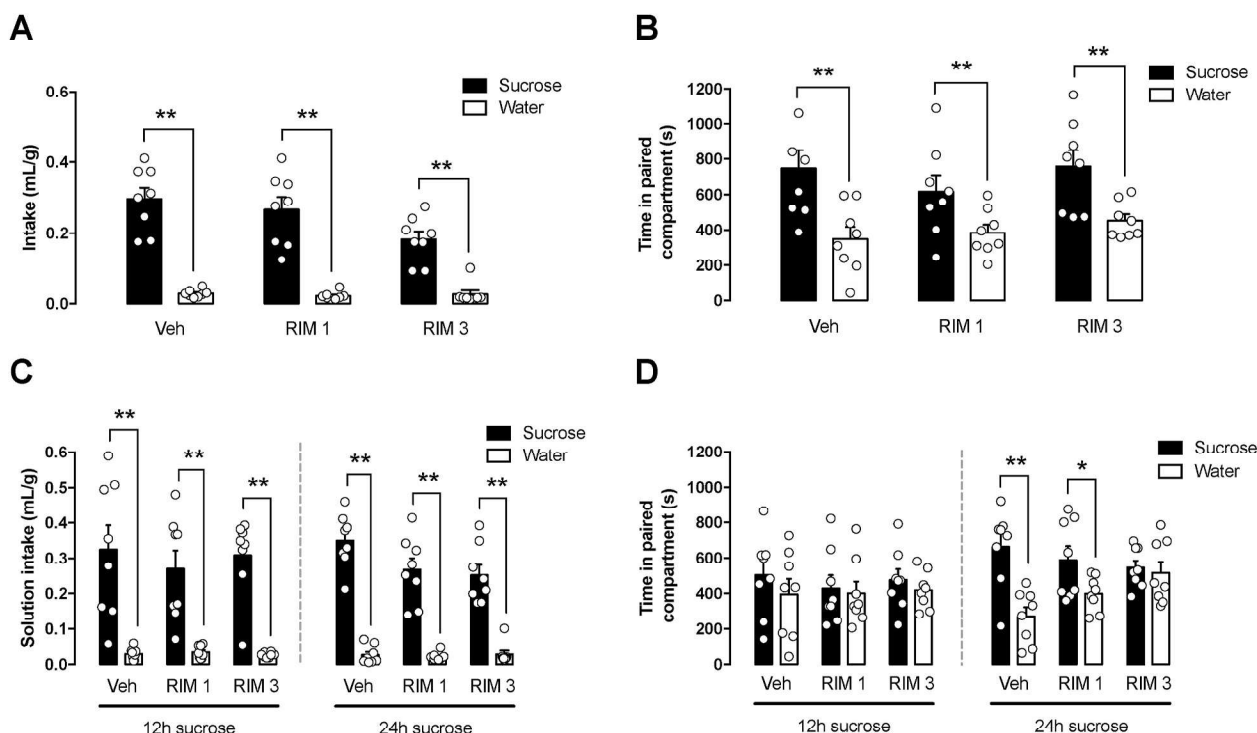 A
Sucrose
Water
Intake (mL/g)
0.6
0.4
0.2
0.0
**
**
**
Veh
RIM 1
RIM 3
B
Sucrose
Water
Time in paired
compartment (s)
1200
1000
800
600
400
200
0
**
**
**
Veh
RIM 1
RIM 3
C
Sucrose
Water
Solution intake (mL/g)
0.6
0.5
0.4
0.3
0.2
0.1
0.0
**
**
**
**
**
**
Veh
RIM 1
RIM 3
Veh
RIM 1
RIM 3
12h sucrose
24h sucrose
D
Sucrose
Water
Time in paired
compartment (s)
1200
1000
800
600
400
200
0
**
*
Veh
RIM 1
RIM 3
Veh
RIM 1
RIM 3
12h sucrose
24h sucrose